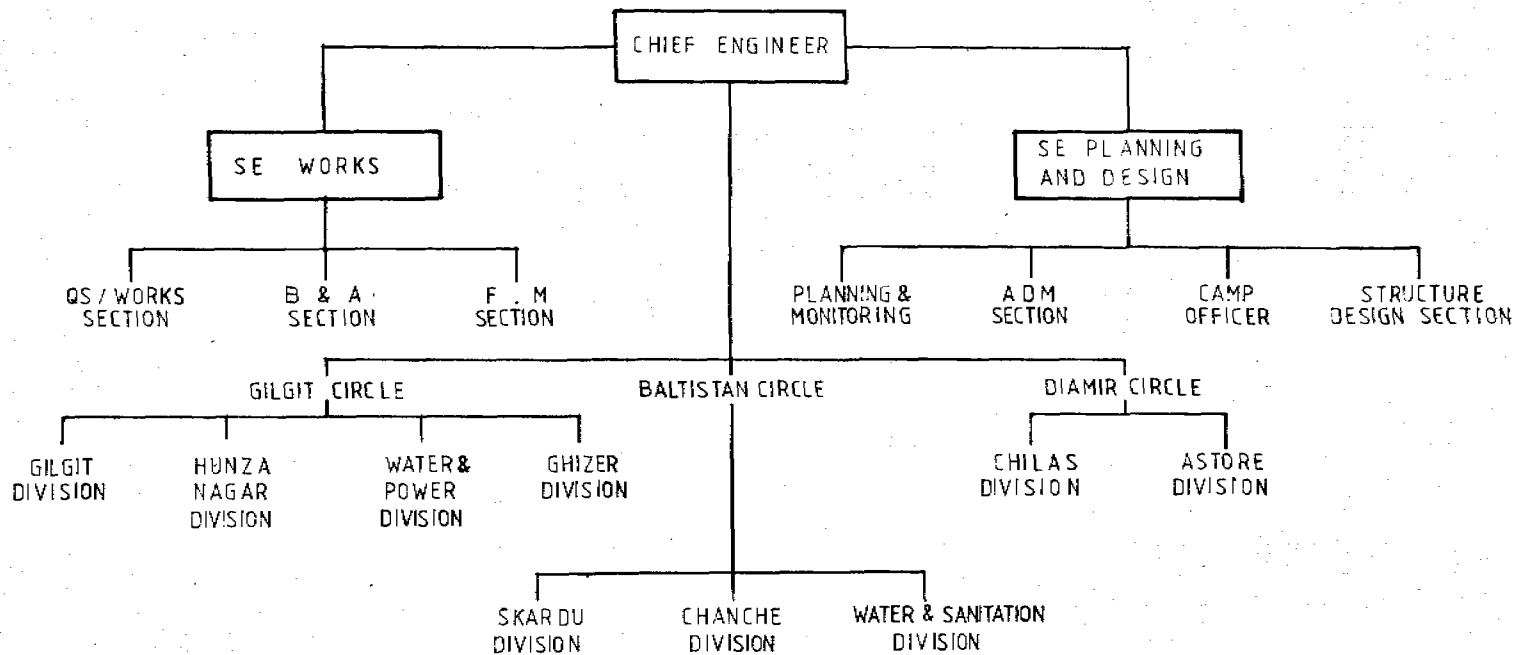 CHIEF ENGINEER
SE WORKS
SE PLANNING
AND DESIGN
QS/WORKS
SECTION
B & A.
SECTION
F.M
SECTION
PLANNING &
MONITORING
ADM
SECTION
CAMP
OFFICER
STRUCTURE
DESIGN SECTION
GILGIT CIRCLE
BALTISTAN CIRCLE
DIAMIR CIRCLE
GILGIT
DIVISION
HUNZA
NAGAR
DIVISION
WATER &
POWER
DIVISION
GHIZER
DIVISION
CHILAS
DIVISION
ASTORE
DIVISION
SKARDU
DIVISION
CHANCHE
DIVISION
WATER & SANITATION
DIVISION